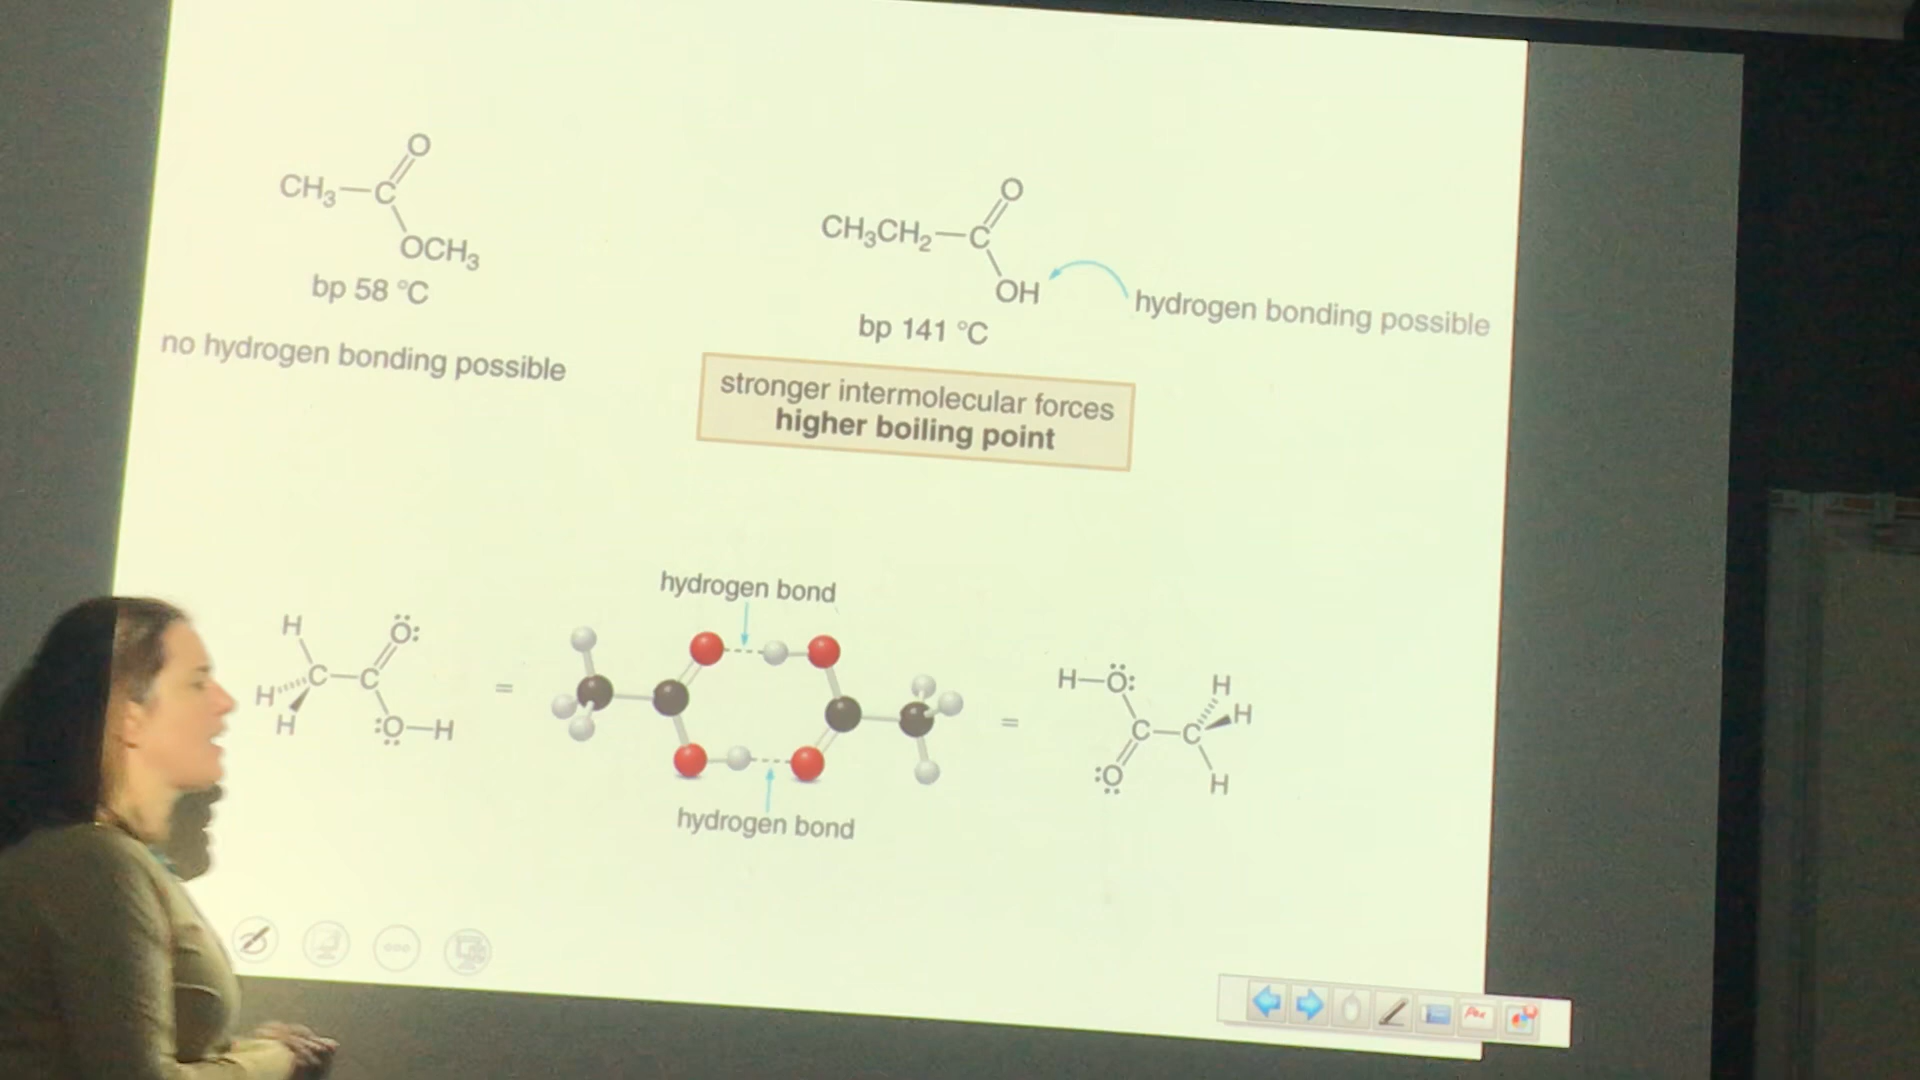 O
CH₃—C
OCH₃
bp 58 °C
no hydrogen bonding possible
O
CH₃CH₂—C
OH
bp 141 °C
hydrogen bonding possible
stronger intermolecular forces
higher boiling point
hydrogen bond
H
Ö:
C—C
H
H
:Ọ̈—H
=
=
H—Ö:
H
H
C—C
:O
H
hydrogen bond